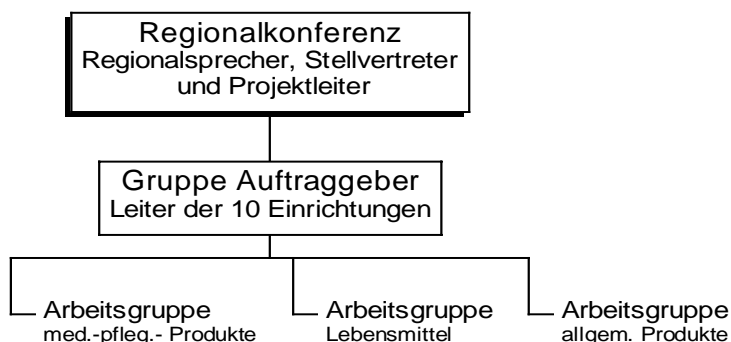 Regionalkonferenz
Regionalsprecher, Stellvertreter
und Projektleiter
Gruppe Auftraggeber
Leiter der 10 Einrichtungen
Arbeitsgruppe
med.-pfleg.- Produkte
Arbeitsgruppe
Lebensmittel
Arbeitsgruppe
allgem. Produkte